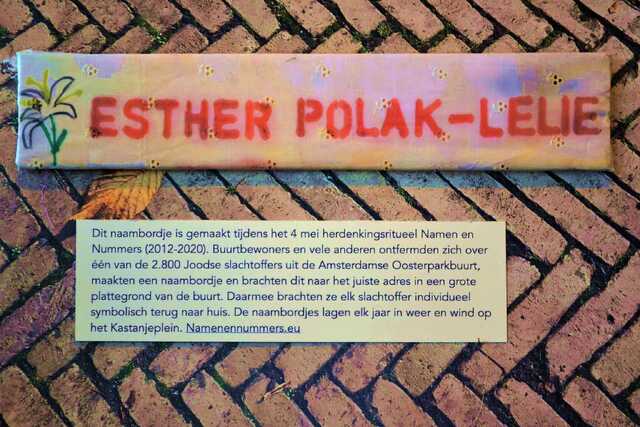 ESTHER POLAK-LELIE
Dit naambordje is gemaakt tijdens het 4 mei herdenkingsritueel Namen en
Nummers (2012-2020). Buurtbewoners en vele anderen ontfermden zich over
één van de 2.800 Joodse slachtoffers uit de Amsterdamse Oosterparkbuurt,
maakten een naambordje en brachten dit naar het juiste adres in een grote
plattegrond van de buurt. Daarmee brachten ze elk slachtoffer individueel
symbolisch terug naar huis. De naambordjes lagen elk jaar in weer en wind op
het Kastanjeplein. Namenennummers.eu